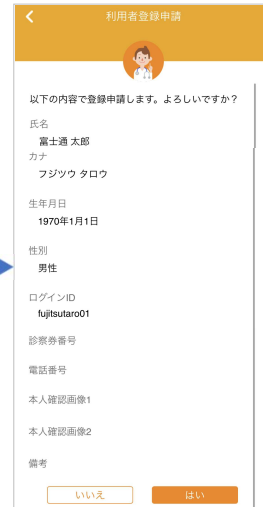 利用者登録申請
以下の内容で登録申請します。よろしいですか？
氏名
富士通 太郎
カナ
フジツウ タロウ
生年月日
1970年1月1日
性別
男性
ログインID
fujitsutaro01
診察券番号
電話番号
本人確認画像1
本人確認画像2
備考
いいえ
はい